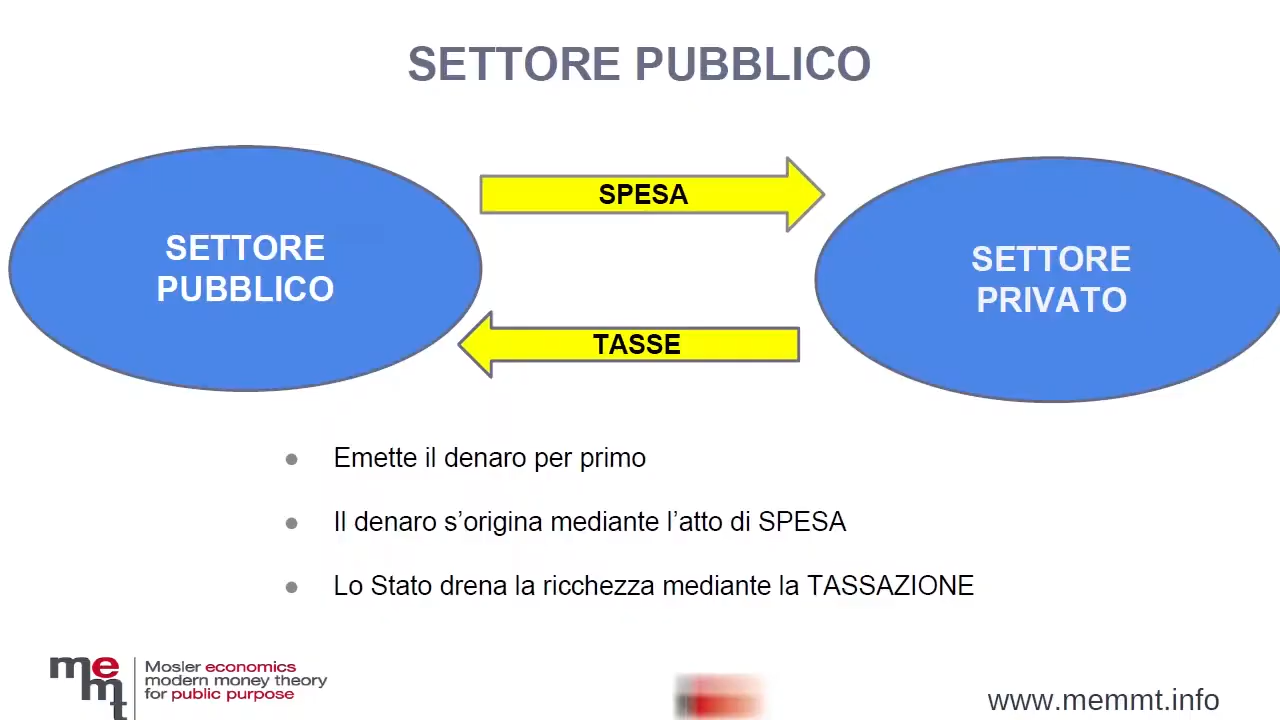 SETTORE PUBBLICO
SPESA
SETTORE
PUBBLICO
SETTORE
PRIVATO
TASSE
● Emette il denaro per primo
● Il denaro s’origina mediante l’atto di SPESA
● Lo Stato drena la ricchezza mediante la TASSAZIONE
memt
Mosler economics
modern money theory
for public purpose
www.memmt.info